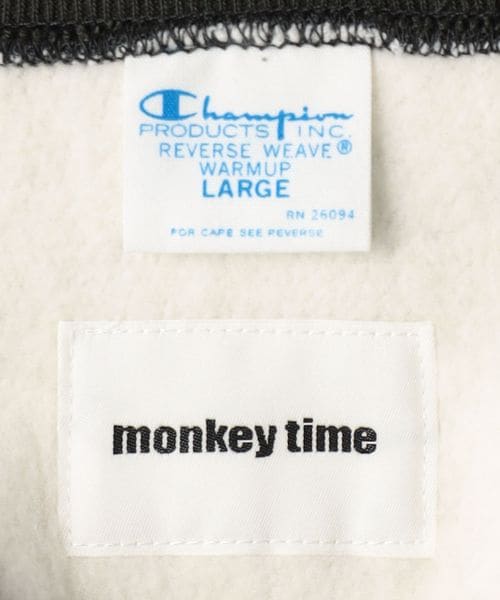 Champion
PRODUCTS INC.
REVERSE WEAVE®
WARMUP
LARGE
RN 26094
FOR CARE SEE REVERSE
monkey time